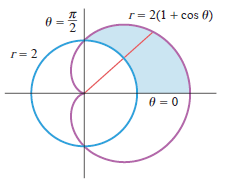 θ = π/2
r = 2(1 + cos θ)
r = 2
θ = 0